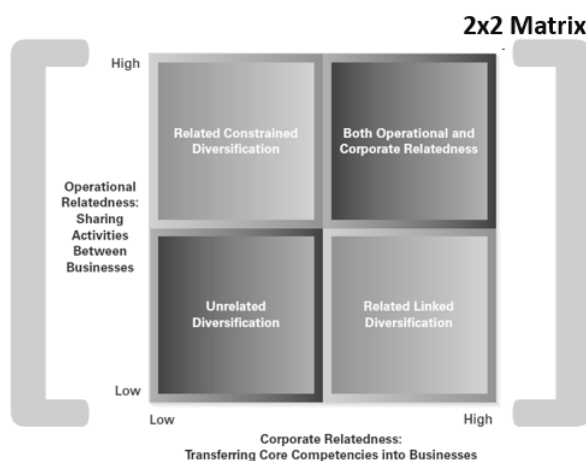 2x2 Matrix
High
Related Constrained
Diversification
Both Operational and
Corporate Relatedness
Operational
Relatedness:
Sharing
Activities
Between
Businesses
Unrelated
Diversification
Related Linked
Diversification
Low
Low
High
Corporate Relatedness:
Transferring Core Competencies into Businesses